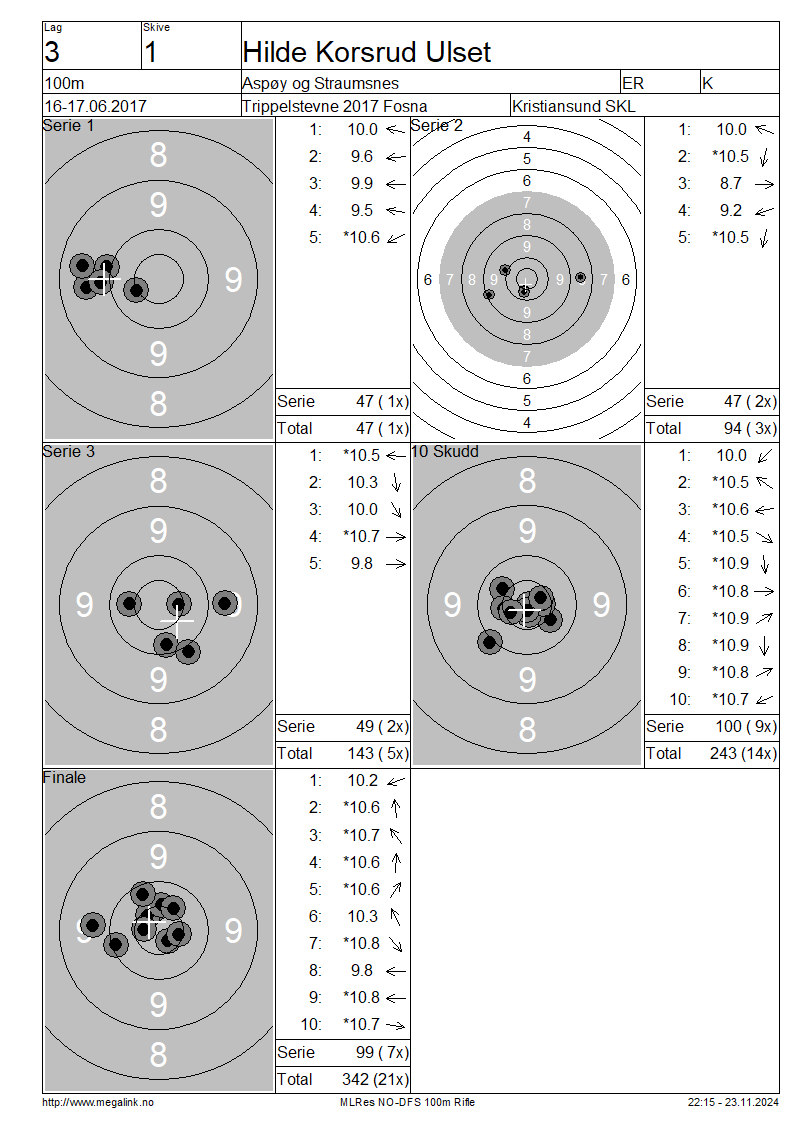 Lag
Skive
3
1
Hilde Korsrud Ulset
100m
Aspøy og Straumsnes
ER
K
16-17.06.2017
Trippelstevne 2017 Fosna
Kristiansund SKL
Serie 1
8
9
9
9
8
1: 10.0
2: 9.6
3: 9.9
4: 9.5
5: *10.6
Serie 47 ( 1x)
Total 47 ( 1x)
Serie 2
4
5
6
7
8
9
6 7 8 9 9 7 6
9
8
7
6
5
4
1: 10.0
2: *10.5
3: 8.7
4: 9.2
5: *10.5
Serie 47 ( 2x)
Total 94 ( 3x)
Serie 3
8
9
9 9
9
8
1: *10.5
2: 10.3
3: 10.0
4: *10.7
5: 9.8
Serie 49 ( 2x)
Total 143 ( 5x)
10 Skudd
8
9
9 9
9
8
1: 10.0
2: *10.5
3: *10.6
4: *10.5
5: *10.9
6: *10.8
7: *10.9
8: *10.9
9: *10.8
10: *10.7
Serie 100 ( 9x)
Total 243 (14x)
Finale
8
9
9 9
9
8
1: 10.2
2: *10.6
3: *10.7
4: *10.6
5: *10.6
6: 10.3
7: *10.8
8: 9.8
9: *10.8
10: *10.7
Serie 99 ( 7x)
Total 342 (21x)
http://www.megalink.no
MLRes NO-DFS 100m Rifle
22:15 - 23.11.2024